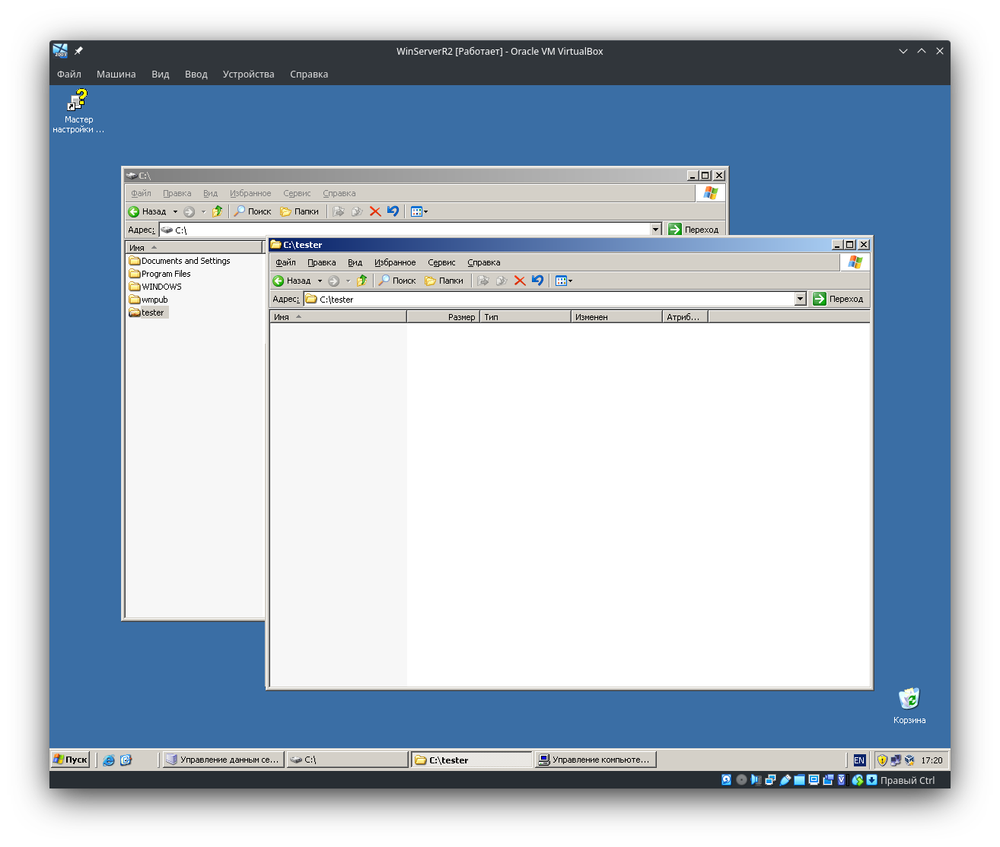 WinServerR2 [Работает] - Oracle VM VirtualBox
Файл Машина Вид Ввод Устройства Справка
Мастер
настройки ...
C:\
Файл Правка Вид Избранное Сервис Справка
Назад Поиск Папки
Адрес: C:\ Переход
Имя
Documents and Settings
Program Files
WINDOWS
wmpub
tester
C:\tester
Файл Правка Вид Избранное Сервис Справка
Назад Поиск Папки
Адрес: C:\tester Переход
Имя Размер Тип Изменен Атриб...
Корзина
Пуск Управление данным се... C:\ C:\tester Управление компьюте... EN 17:20
Правый Ctrl